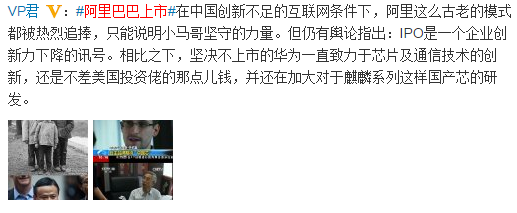 VP君 V：#阿里巴巴上市#在中国创新不足的互联网条件下，阿里这么古老的模式
都被热烈追捧，只能说明小马哥坚守的力量。但仍有舆论指出：IPO是一个企业创
新力下降的讯号。相比之下，坚决不上市的华为一直致力于芯片及通信技术的创
新，还是不差美国投资佬的那点儿钱，并还在加大对于麒麟系列这样国产芯的研
发。